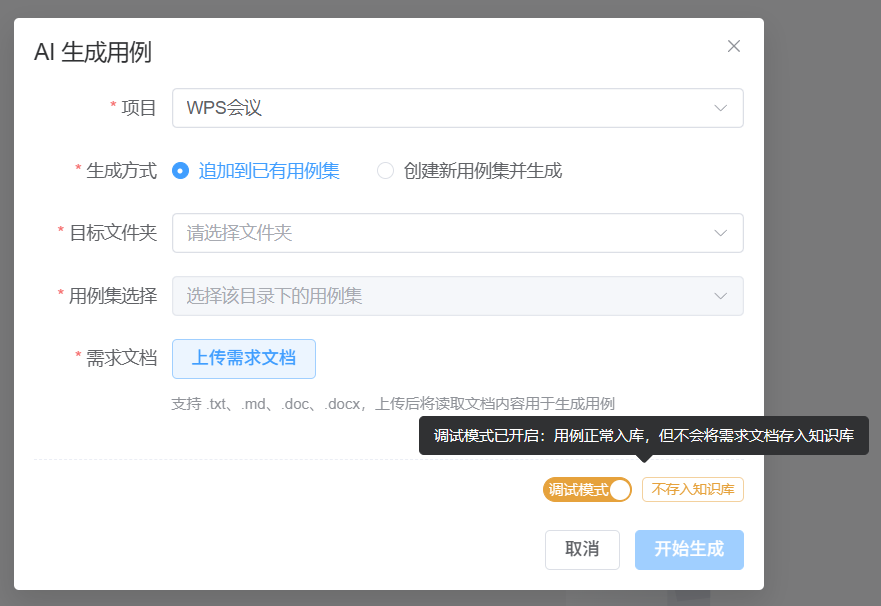 AI 生成用例
* 项目 WPS会议
* 生成方式 追加到已有用例集 创建新用例集并生成
* 目标文件夹 请选择文件夹
* 用例集选择 选择该目录下的用例集
* 需求文档 上传需求文档
支持 .txt、.md、.doc、.docx，上传后将读取文档内容用于生成用例
调试模式已开启：用例正常入库，但不会将需求文档存入知识库
调试模式 不存入知识库
取消 开始生成